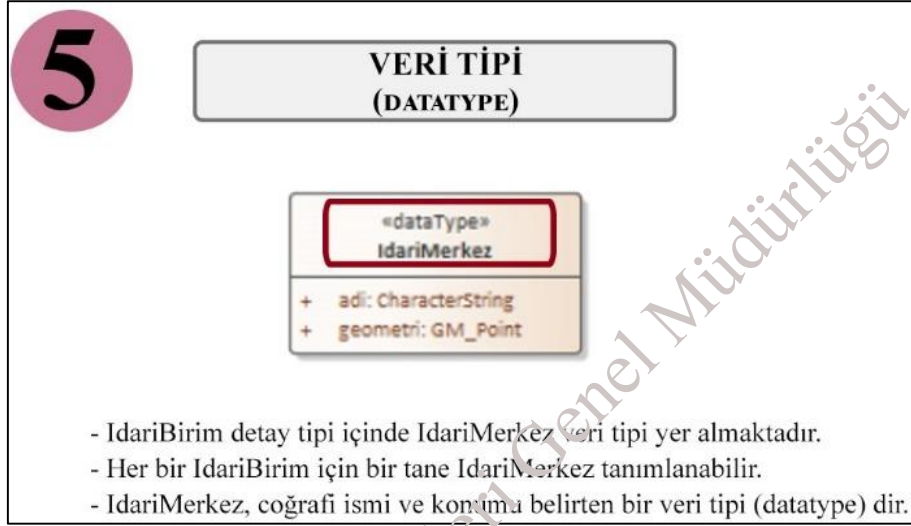 5
VERİ TİPİ
(DATATYPE)
«dataType»
IdariMerkez
+ adi: CharacterString
+ geometri: GM_Point
- IdariBirim detay tipi içinde IdariMerkez veri tipi yer almaktadır.
- Her bir IdariBirim için bir tane IdariMerkez tanımlanabilir.
- IdariMerkez, coğrafi ismi ve konumu belirten bir veri tipi (datatype) dir.
eri Genel Müdürlüğü